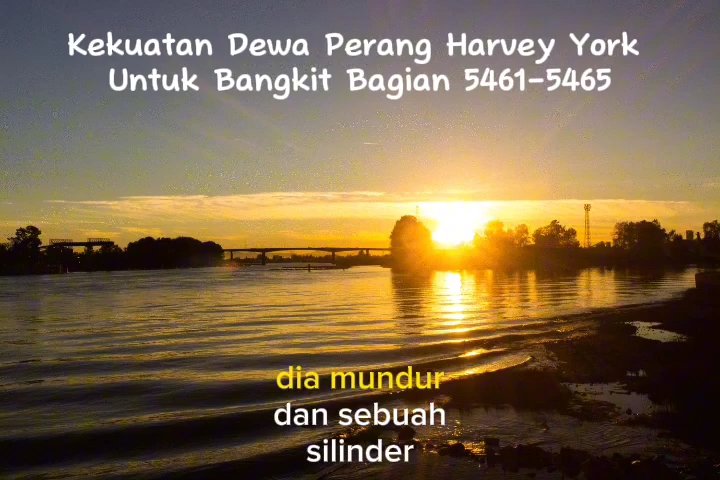 Kekuatan Dewa Perang Harvey York
Untuk Bangkit Bagian 5461-5465
dia mundur
dan sebuah
silinder